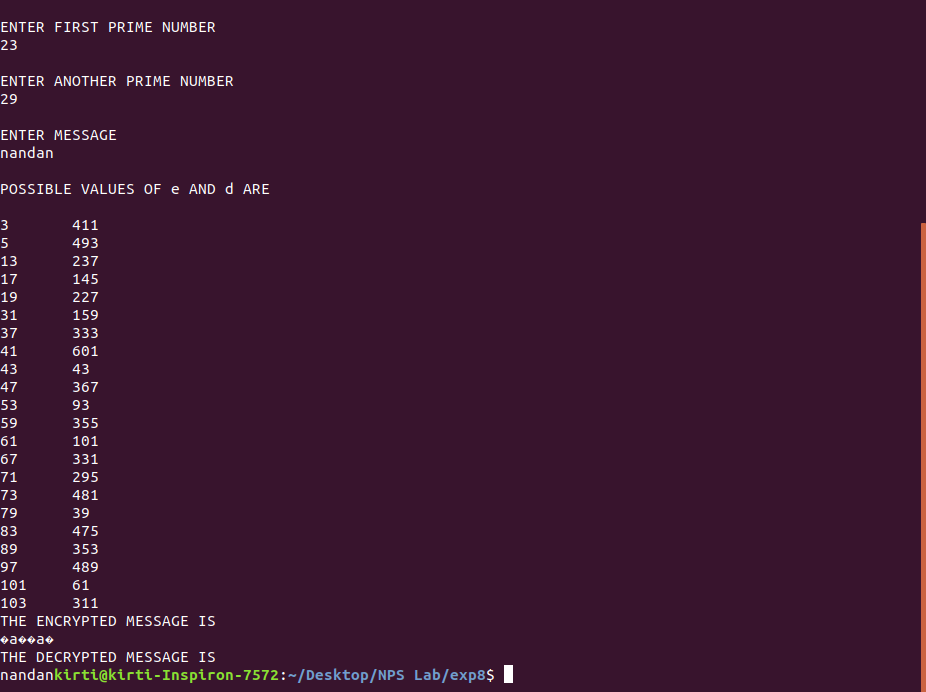 ENTER FIRST PRIME NUMBER
23
ENTER ANOTHER PRIME NUMBER
29
ENTER MESSAGE
nandan
POSSIBLE VALUES OF e AND d ARE
3 411
5 493
13 237
17 145
19 227
31 159
37 333
41 601
43 43
47 367
53 93
59 355
61 101
67 331
71 295
73 481
79 39
83 475
89 353
97 489
101 61
103 311
THE ENCRYPTED MESSAGE IS
�a��a�
THE DECRYPTED MESSAGE IS
nandankirti@kirti-Inspiron-7572:~/Desktop/NPS Lab/exp8$